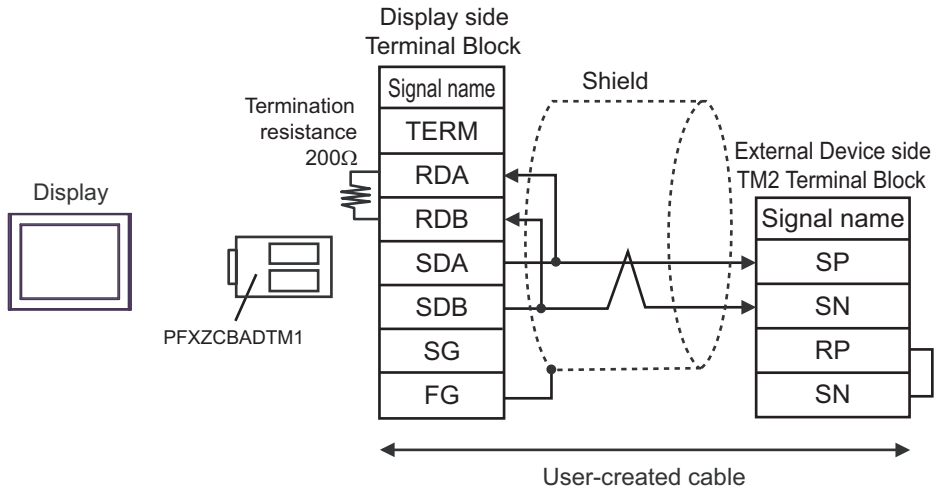 Display side
Terminal Block
Signal name
TERM
RDA
RDB
SDA
SDB
SG
FG
Termination
resistance
200Ω
Display
PFXZCBADTM1
Shield
External Device side
TM2 Terminal Block
Signal name
SP
SN
RP
SN
User-created cable